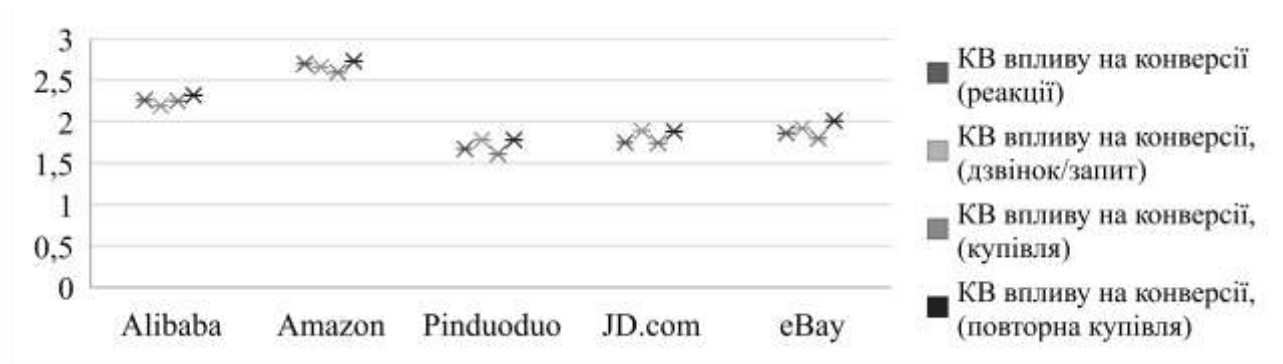 3
2,5
2
1,5
1
0,5
0
Alibaba
Amazon
Pinduoduo
JD.com
eBay
КВ впливу на конверсії
(реакції)
КВ впливу на конверсії,
(дзвінок/запит)
КВ впливу на конверсії,
(купівля)
КВ впливу на конверсії,
(повторна купівля)